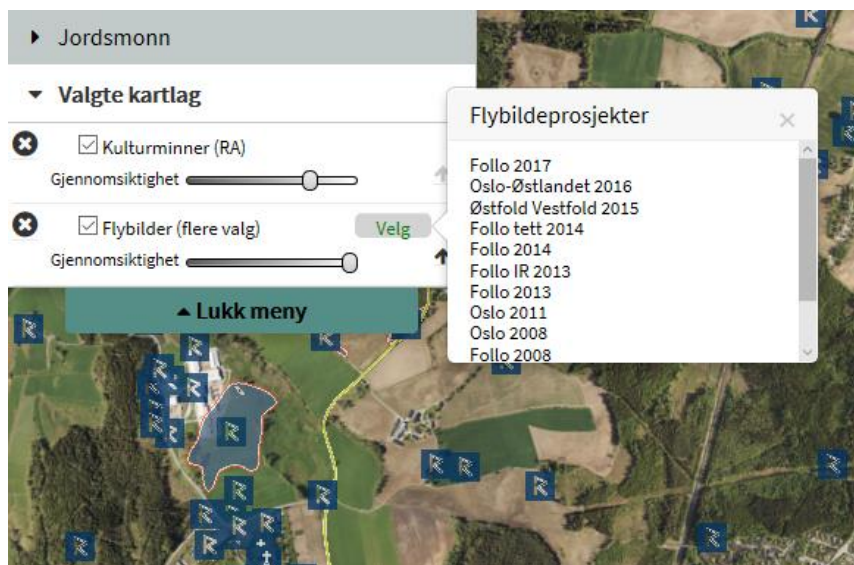 Jordsmonn
Valgte kartlag
Kulturminner (RA)
Gjennomsiktighet
Flybilder (flere valg)
Velg
Gjennomsiktighet
Lukk meny
Flybildeprosjekter
Follo 2017
Oslo-Østlandet 2016
Østfold Vestfold 2015
Follo tett 2014
Follo 2014
Follo IR 2013
Follo 2013
Oslo 2011
Oslo 2008
Follo 2008